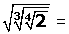 √∛∜2 =